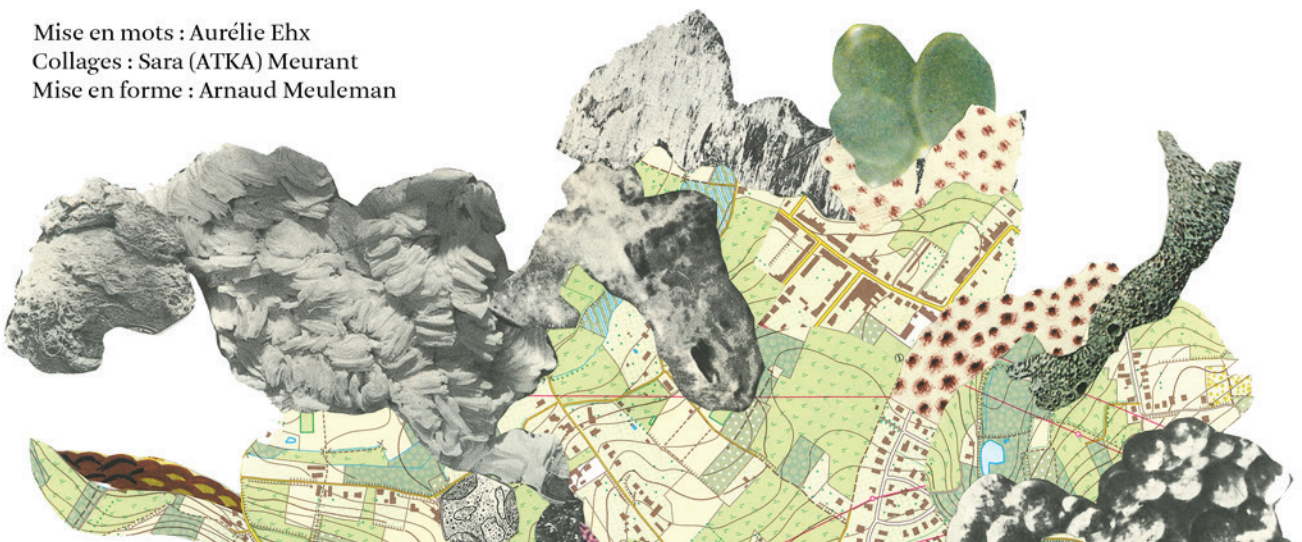 Mise en mots : Aurélie Ehx
Collages : Sara (ATKA) Meurant
Mise en forme : Arnaud Meuleman